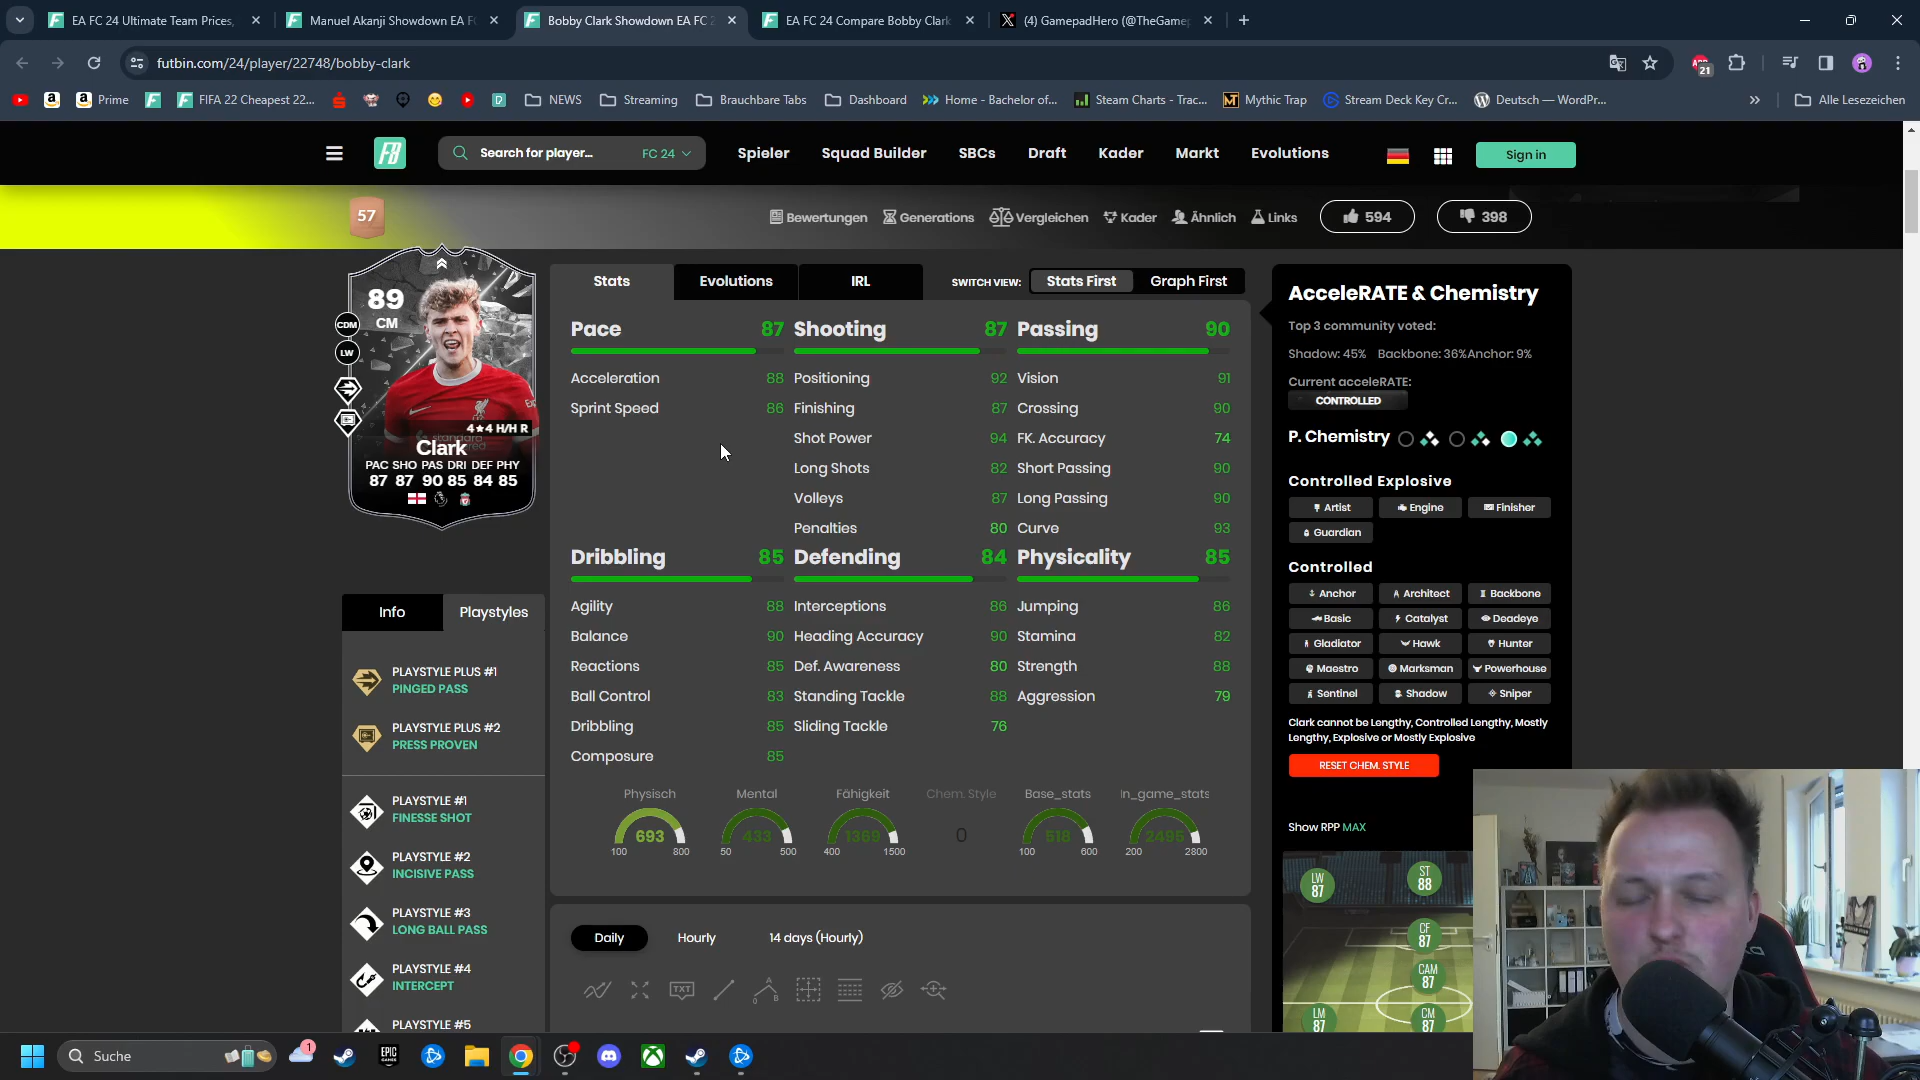 EA FC 24 Ultimate Team Prices,
Manuel Akanji Showdown EA F
Bobby Clark Showdown EA FC 2
EA FC 24 Compare Bobby Clark
(4) GamepadHero (@TheGame
futbin.com/24/player/22748/bobby-clark
21
Prime
FIFA 22 Cheapest 22...
NEWS
Streaming
Brauchbare Tabs
Dashboard
Home - Bachelor of...
Steam Charts - Trac...
Mythic Trap
Stream Deck Key Cr...
Deutsch — WordPr...
Alle Lesezeichen
FB
Search for player...
FC 24
Spieler
Squad Builder
SBCs
Draft
Kader
Markt
Evolutions
Sign in
57
Bewertungen
Generations
Vergleichen
Kader
Ähnlich
Links
594
398
89
CM
CDM
LW
4★4 H/H R
Clark
PAC SHO PAS DRI DEF PHY
87 87 90 85 84 85
Info
Playstyles
PLAYSTYLE PLUS #1
PINGED PASS
PLAYSTYLE PLUS #2
PRESS PROVEN
PLAYSTYLE #1
FINESSE SHOT
PLAYSTYLE #2
INCISIVE PASS
PLAYSTYLE #3
LONG BALL PASS
PLAYSTYLE #4
INTERCEPT
PLAYSTYLE #5
Stats
Evolutions
IRL
SWITCH VIEW:
Stats First
Graph First
Pace 87
Acceleration 88
Sprint Speed 86
Shooting 87
Positioning 92
Finishing 87
Shot Power 94
Long Shots 82
Volleys 87
Penalties 80
Passing 90
Vision 91
Crossing 90
FK. Accuracy 74
Short Passing 90
Long Passing 90
Curve 93
Dribbling 85
Agility 88
Balance 90
Reactions 85
Ball Control 83
Dribbling 85
Composure 85
Defending 84
Interceptions 86
Heading Accuracy 90
Def. Awareness 80
Standing Tackle 88
Sliding Tackle 76
Physicality 85
Jumping 86
Stamina 82
Strength 88
Aggression 79
Physisch
693
100 800
Mental
433
50 500
Fähigkeit
1369
400 1500
Chem. Style
0
Base_stats
518
100 600
In_game_stats
2495
200 2800
Daily
Hourly
14 days (Hourly)
TXT
AcceleRATE & Chemistry
Top 3 community voted:
Shadow: 45% Backbone: 36%Anchor: 9%
Current acceleRATE:
CONTROLLED
P. Chemistry
Controlled Explosive
Artist
Engine
Finisher
Guardian
Controlled
Anchor
Architect
Backbone
Basic
Catalyst
Deadeye
Gladiator
Hawk
Hunter
Maestro
Marksman
Powerhouse
Sentinel
Shadow
Sniper
Clark cannot be Lengthy, Controlled Lengthy, Mostly
Lengthy, Explosive or Mostly Explosive
RESET CHEM. STYLE
Show RPP MAX
LW
87
ST
88
CF
87
CAM
87
LM
87
CM
87
Suche
1
EPIC